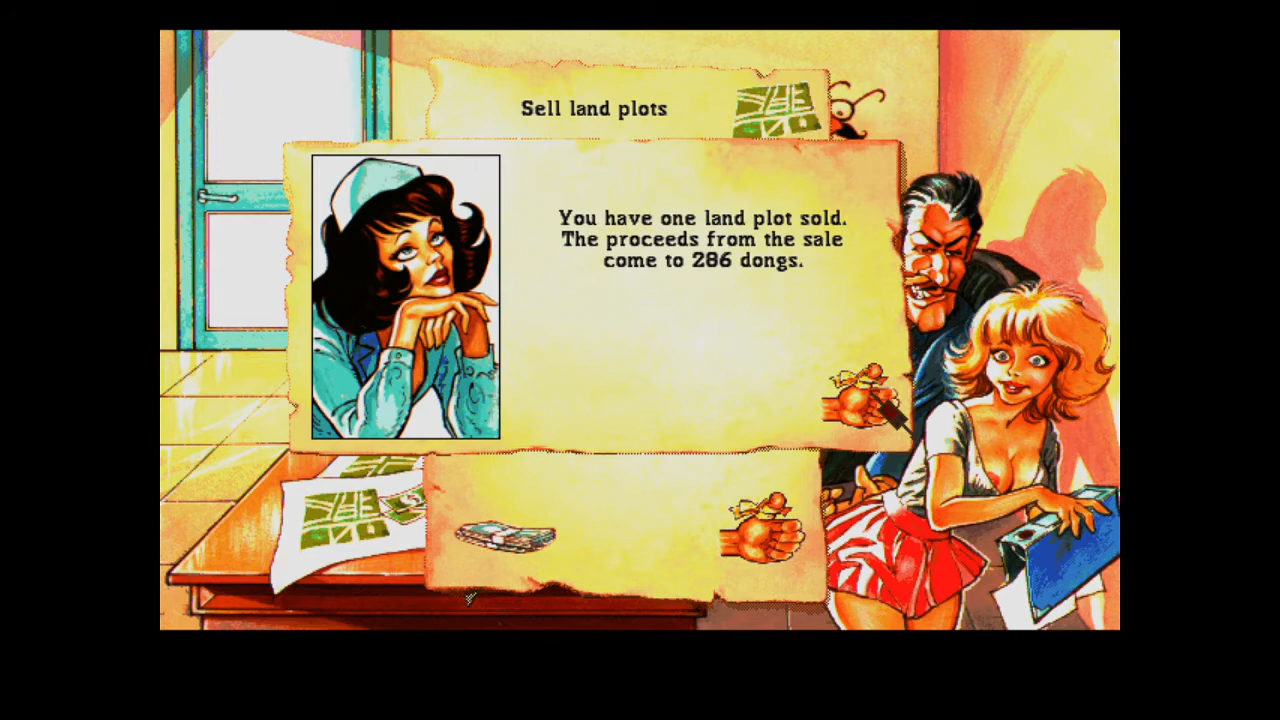 Sell land plots
You have one land plot sold.
The proceeds from the sale
come to 286 dongs.